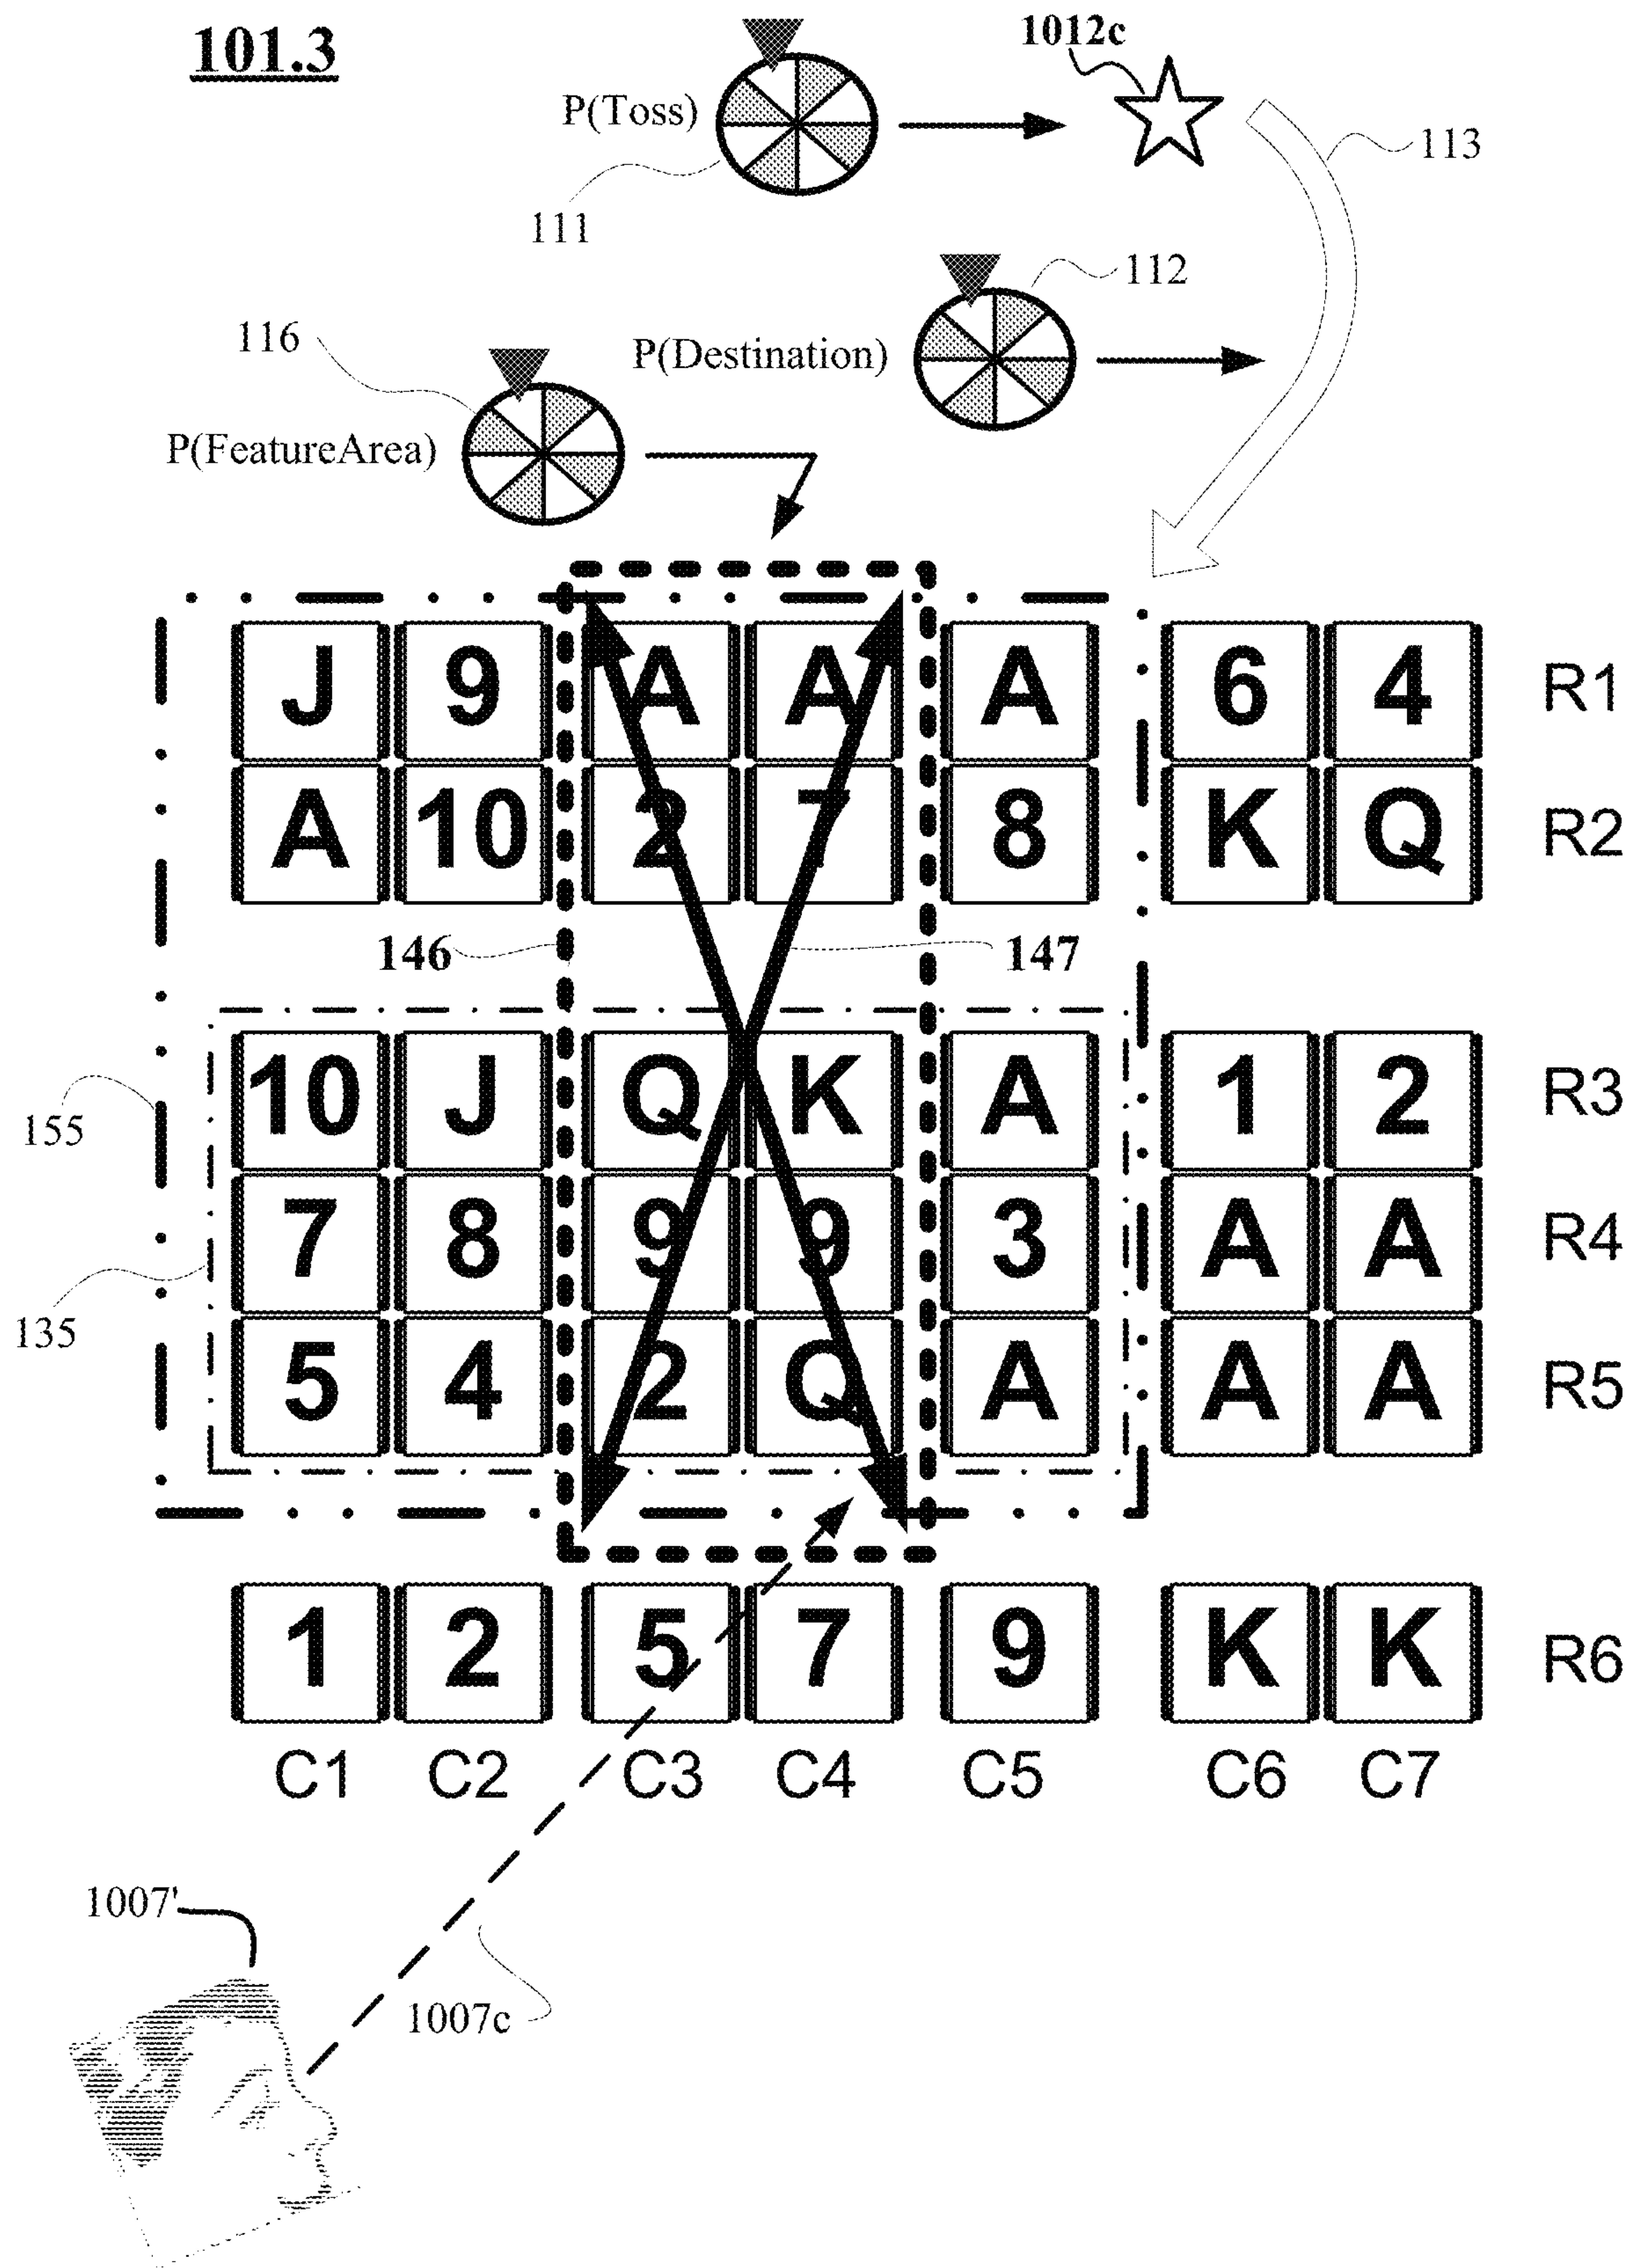 101.3
1012c
P(Toss)
113
111
112
116
P(Destination)
P(FeatureArea)
J 9 A A A 6 4 R1
A 10 2 7 8 K Q R2
146 147
10 J Q K A 1 2 R3
155
7 8 9 9 3 A A R4
135
5 4 2 Q A A A R5
1 2 5 7 9 K K R6
C1 C2 C3 C4 C5 C6 C7
1007'
1007c